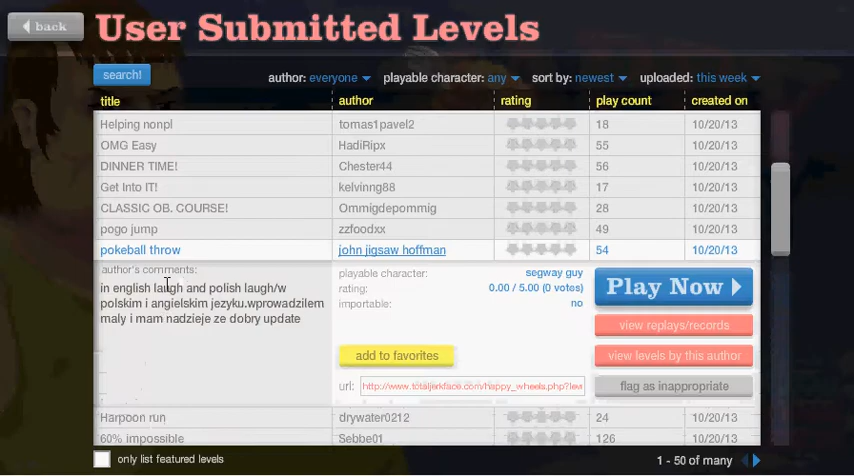 back
User Submitted Levels
search!
author: everyone playable character: any sort by: newest uploaded: this week
title author rating play count created on
Helping nonpl tomas1pavel2 18 10/20/13
OMG Easy HadiRipx 55 10/20/13
DINNER TIME! Chester44 56 10/20/13
Get Into IT! kelvinng88 17 10/20/13
CLASSIC OB. COURSE! Ommigdepommig 28 10/20/13
pogo jump zzfoodxx 49 10/20/13
pokeball throw john jigsaw hoffman 54 10/20/13
author's comments:
in english laugh and polish laugh/w
polskim i angielskim jezyku.wprowadzilem
maly i mam nadzieje ze dobry update
playable character: segway guy
rating: 0.00 / 5.00 (0 votes)
importable: no
Play Now
view replays/records
add to favorites
view levels by this author
url: http://www.totaljerkface.com/happy_wheels.php?lev
flag as inappropriate
Harpoon run drywater0212 24 10/20/13
60% impossible Sebbe01 126 10/20/13
only list featured levels
1 - 50 of many